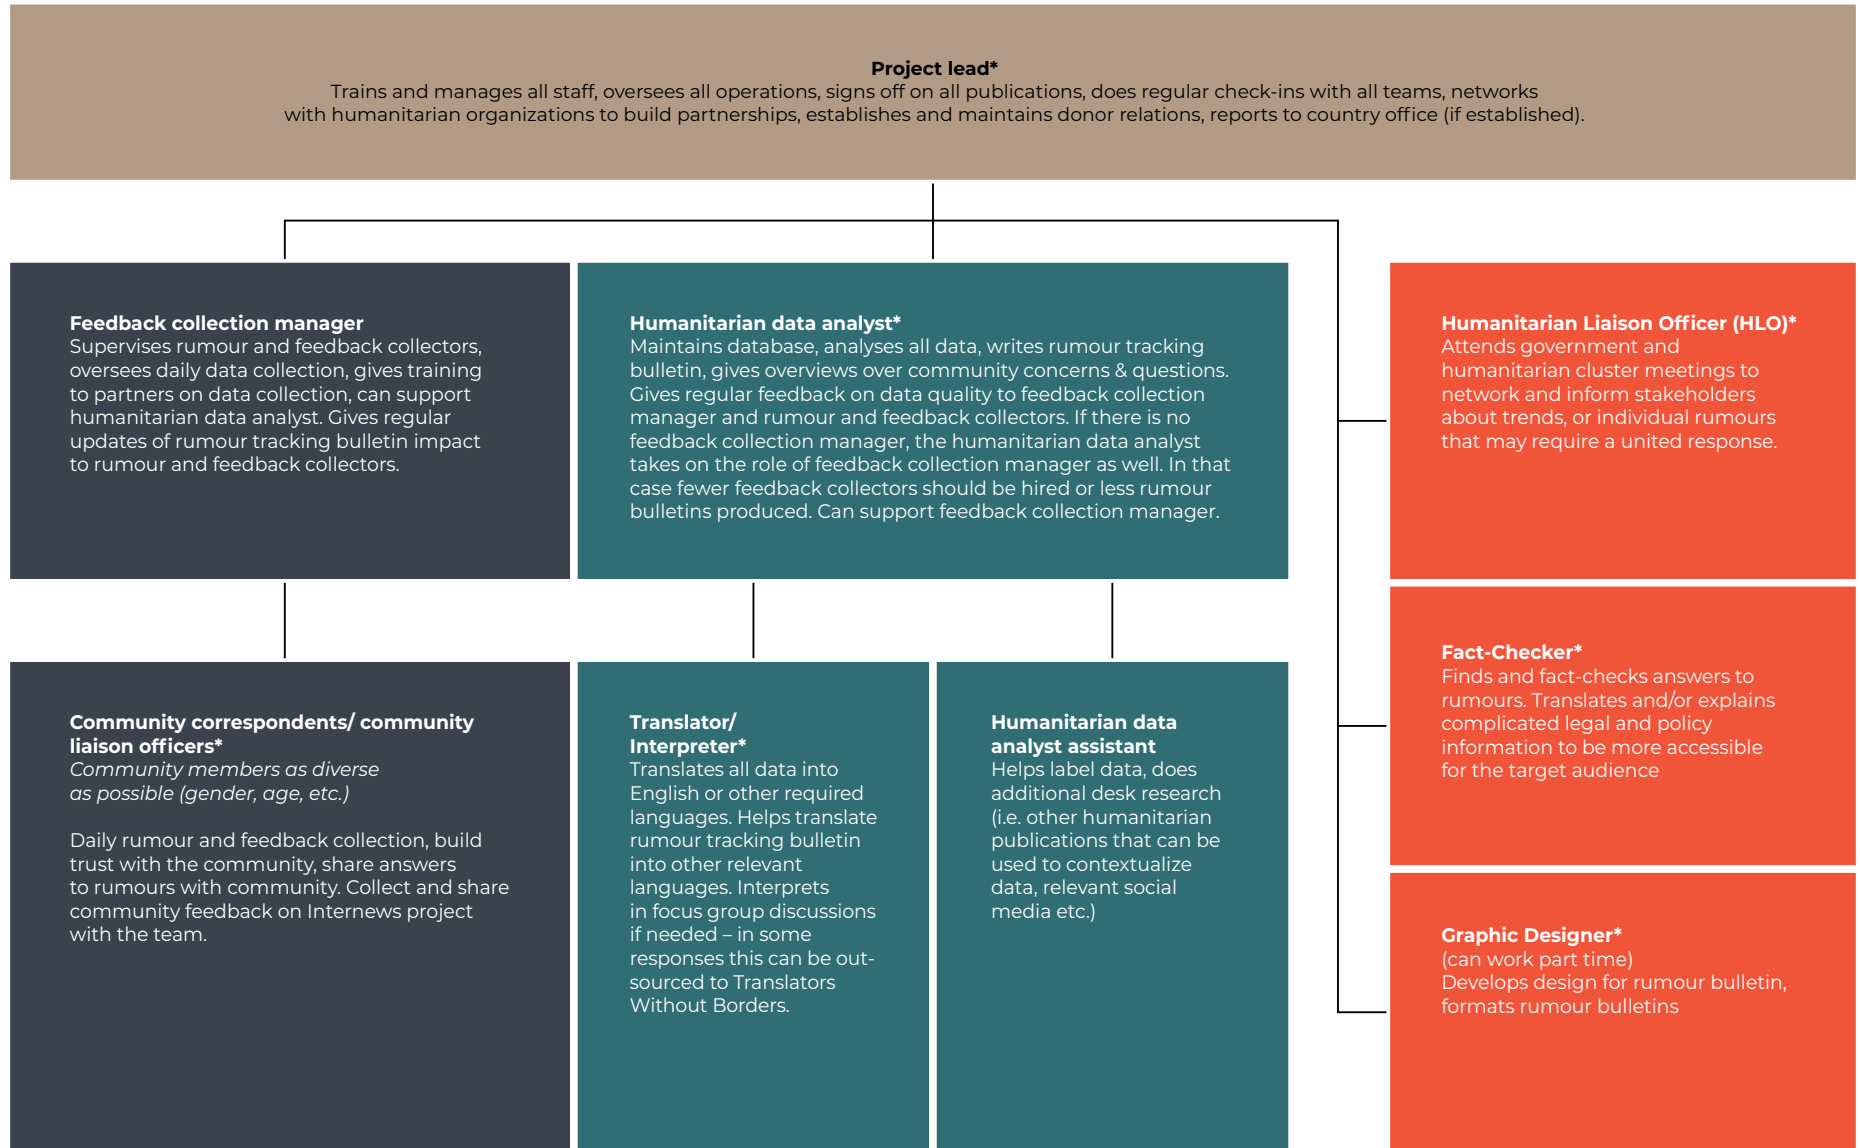 Project lead*
Trains and manages all staff, oversees all operations, signs off on all publications, does regular check-ins with all teams, networks
with humanitarian organizations to build partnerships, establishes and maintains donor relations, reports to country office (if established).
Feedback collection manager
Supervises rumour and feedback collectors,
oversees daily data collection, gives training
to partners on data collection, can support
humanitarian data analyst. Gives regular
updates of rumour tracking bulletin impact
to rumour and feedback collectors.
Humanitarian data analyst*
Maintains database, analyses all data, writes rumour tracking
bulletin, gives overviews over community concerns & questions.
Gives regular feedback on data quality to feedback collection
manager and rumour and feedback collectors. If there is no
feedback collection manager, the humanitarian data analyst
takes on the role of feedback collection manager as well. In that
case fewer feedback collectors should be hired or less rumour
bulletins produced. Can support feedback collection manager.
Humanitarian Liaison Officer (HLO)*
Attends government and
humanitarian cluster meetings to
network and inform stakeholders
about trends, or individual rumours
that may require a united response.
Community correspondents/ community
liaison officers*
Community members as diverse
as possible (gender, age, etc.)
Daily rumour and feedback collection, build
trust with the community, share answers
to rumours with community. Collect and share
community feedback on Internews project
with the team.
Translator/
Interpreter*
Translates all data into
English or other required
languages. Helps translate
rumour tracking bulletin
into other relevant
languages. Interprets
in focus group discussions
if needed – in some
responses this can be out-
sourced to Translators
Without Borders.
Humanitarian data
analyst assistant
Helps label data, does
additional desk research
(i.e. other humanitarian
publications that can be
used to contextualize
data, relevant social
media etc.)
Fact-Checker*
Finds and fact-checks answers to
rumours. Translates and/or explains
complicated legal and policy
information to be more accessible
for the target audience
Graphic Designer*
(can work part time)
Develops design for rumour bulletin,
formats rumour bulletins